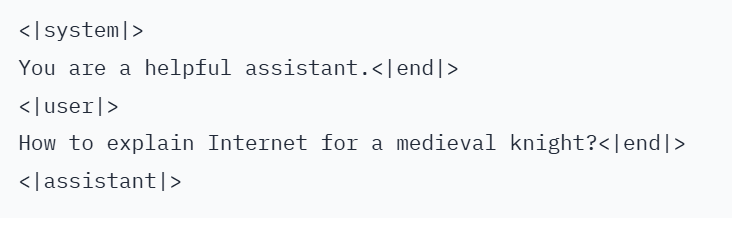 <|system|>
You are a helpful assistant.<|end|>
<|user|>
How to explain Internet for a medieval knight?<|end|>
<|assistant|>